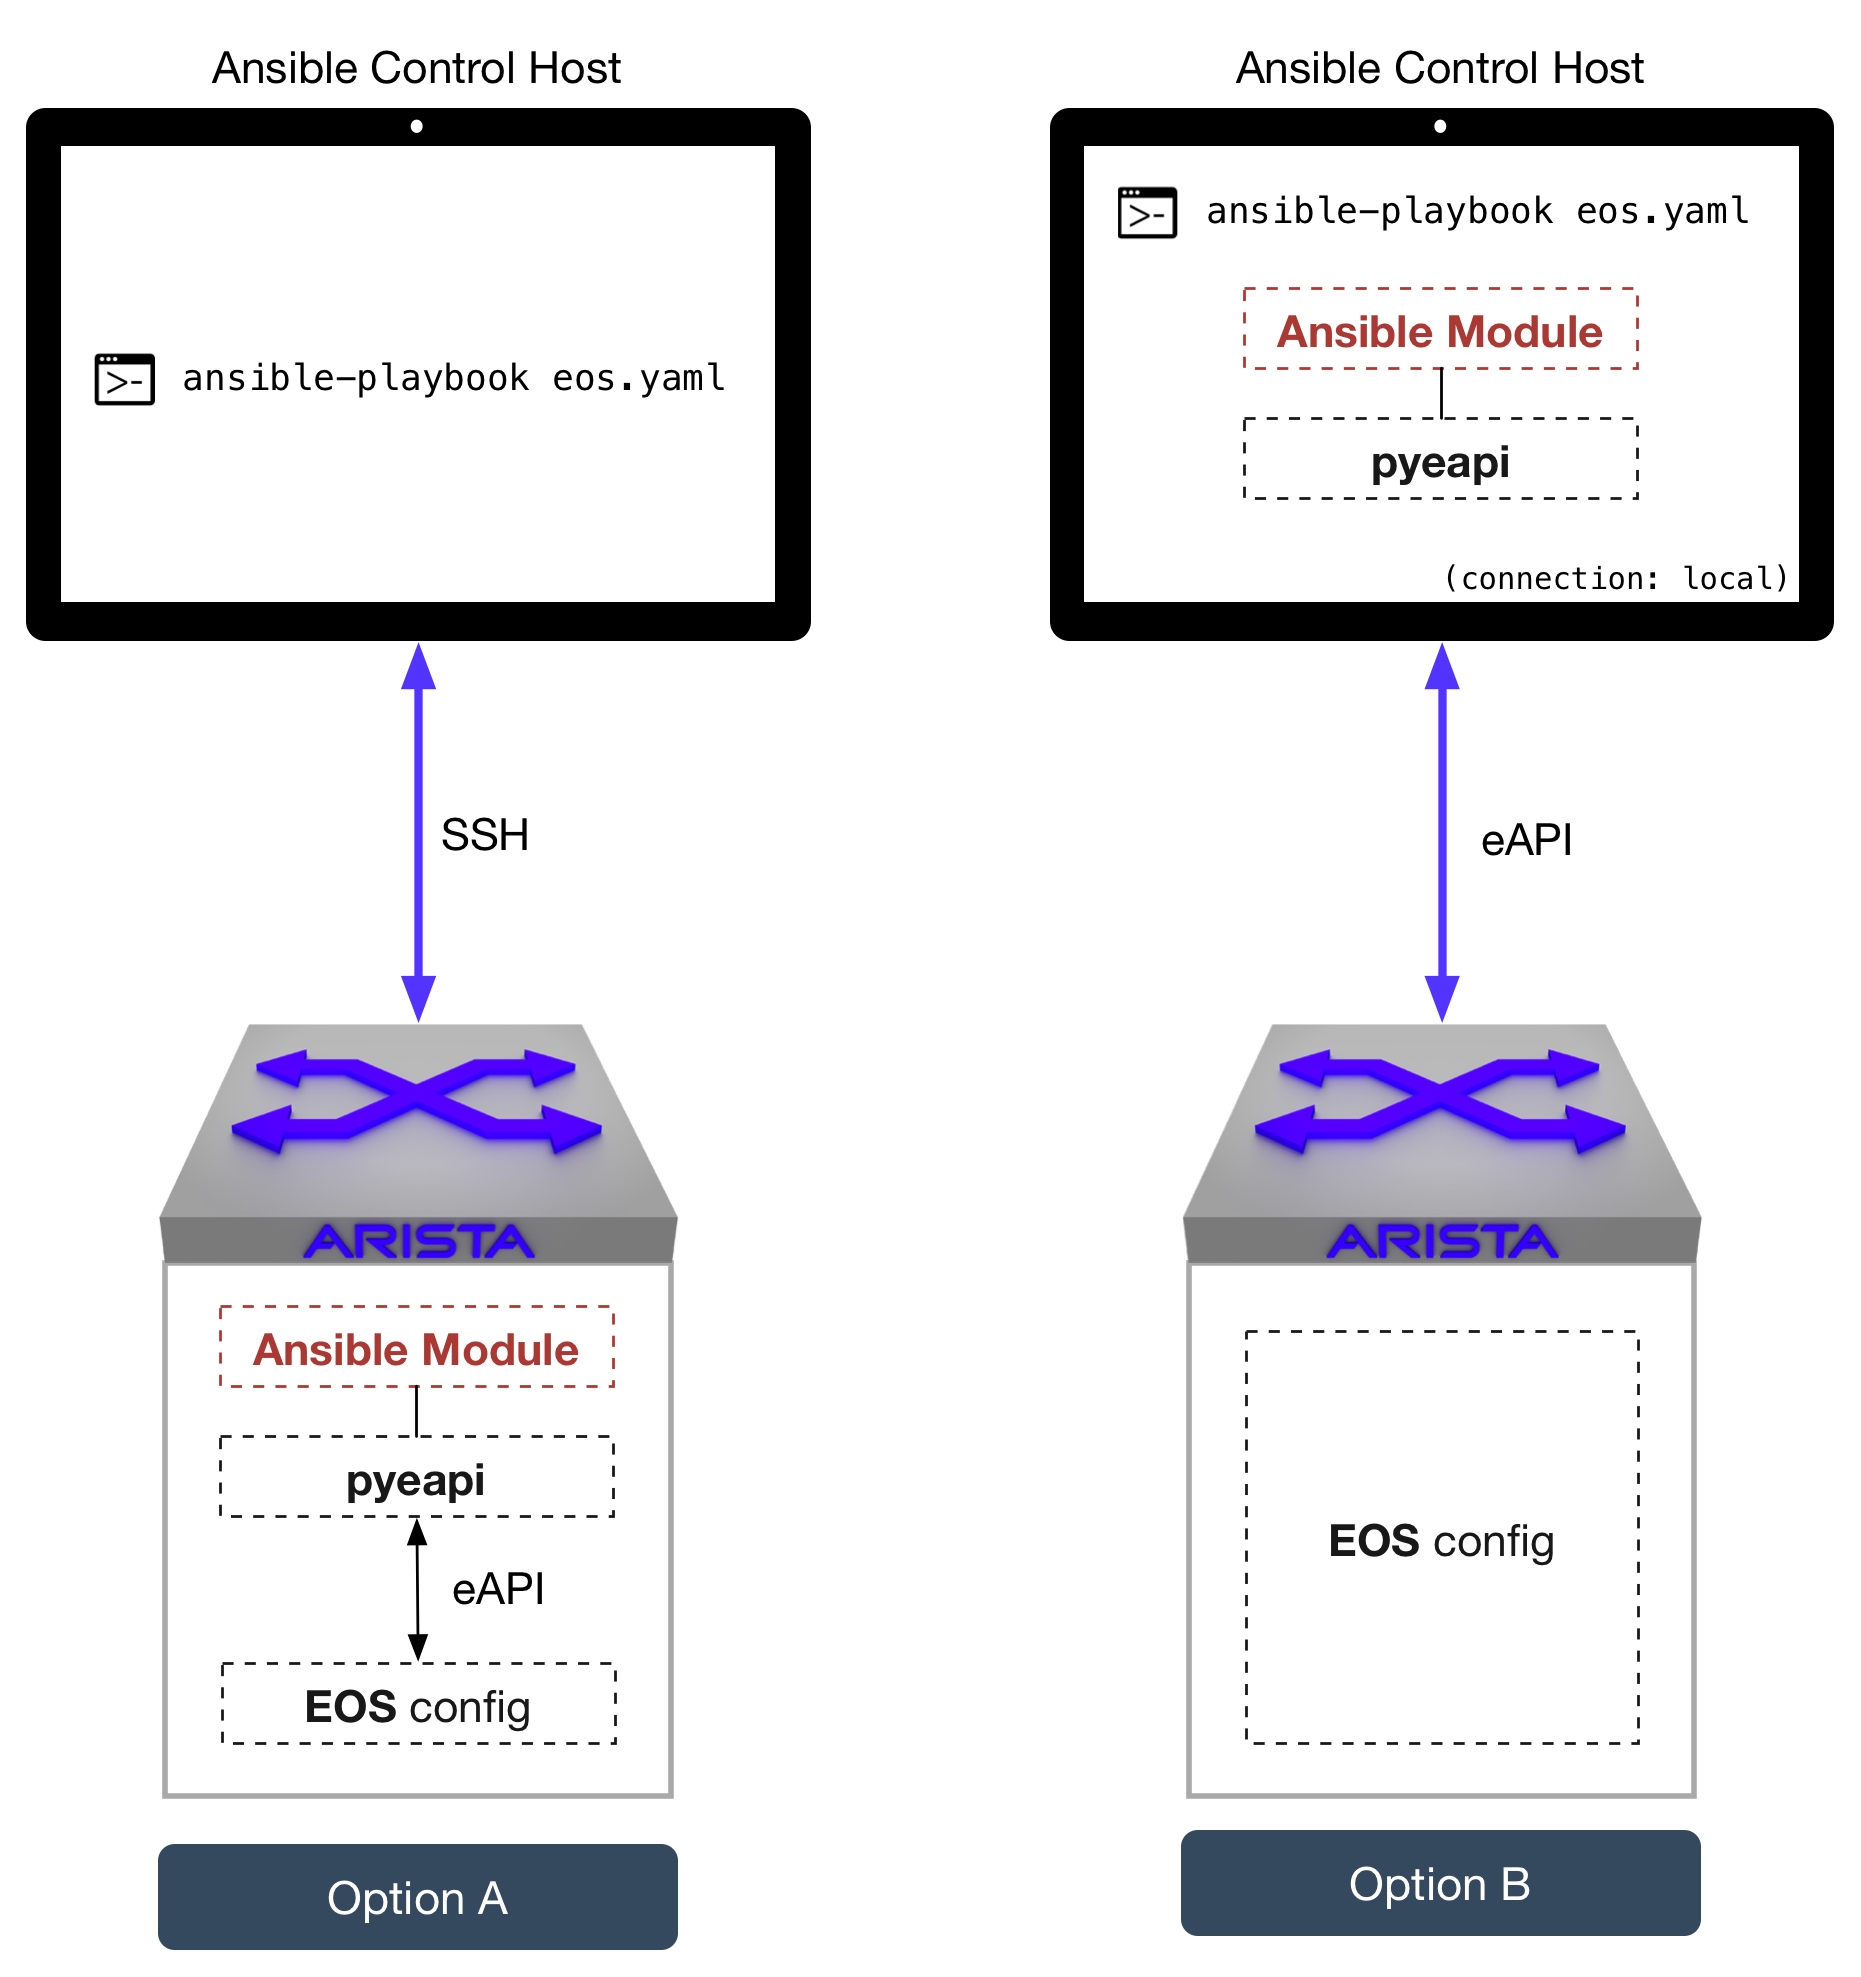 Ansible Control Host
>- ansible-playbook eos.yaml
SSH
ARISTA
Ansible Module
pyeapi
eAPI
EOS config
Option A
Ansible Control Host
>- ansible-playbook eos.yaml
Ansible Module
pyeapi
(connection: local)
eAPI
ARISTA
EOS config
Option B